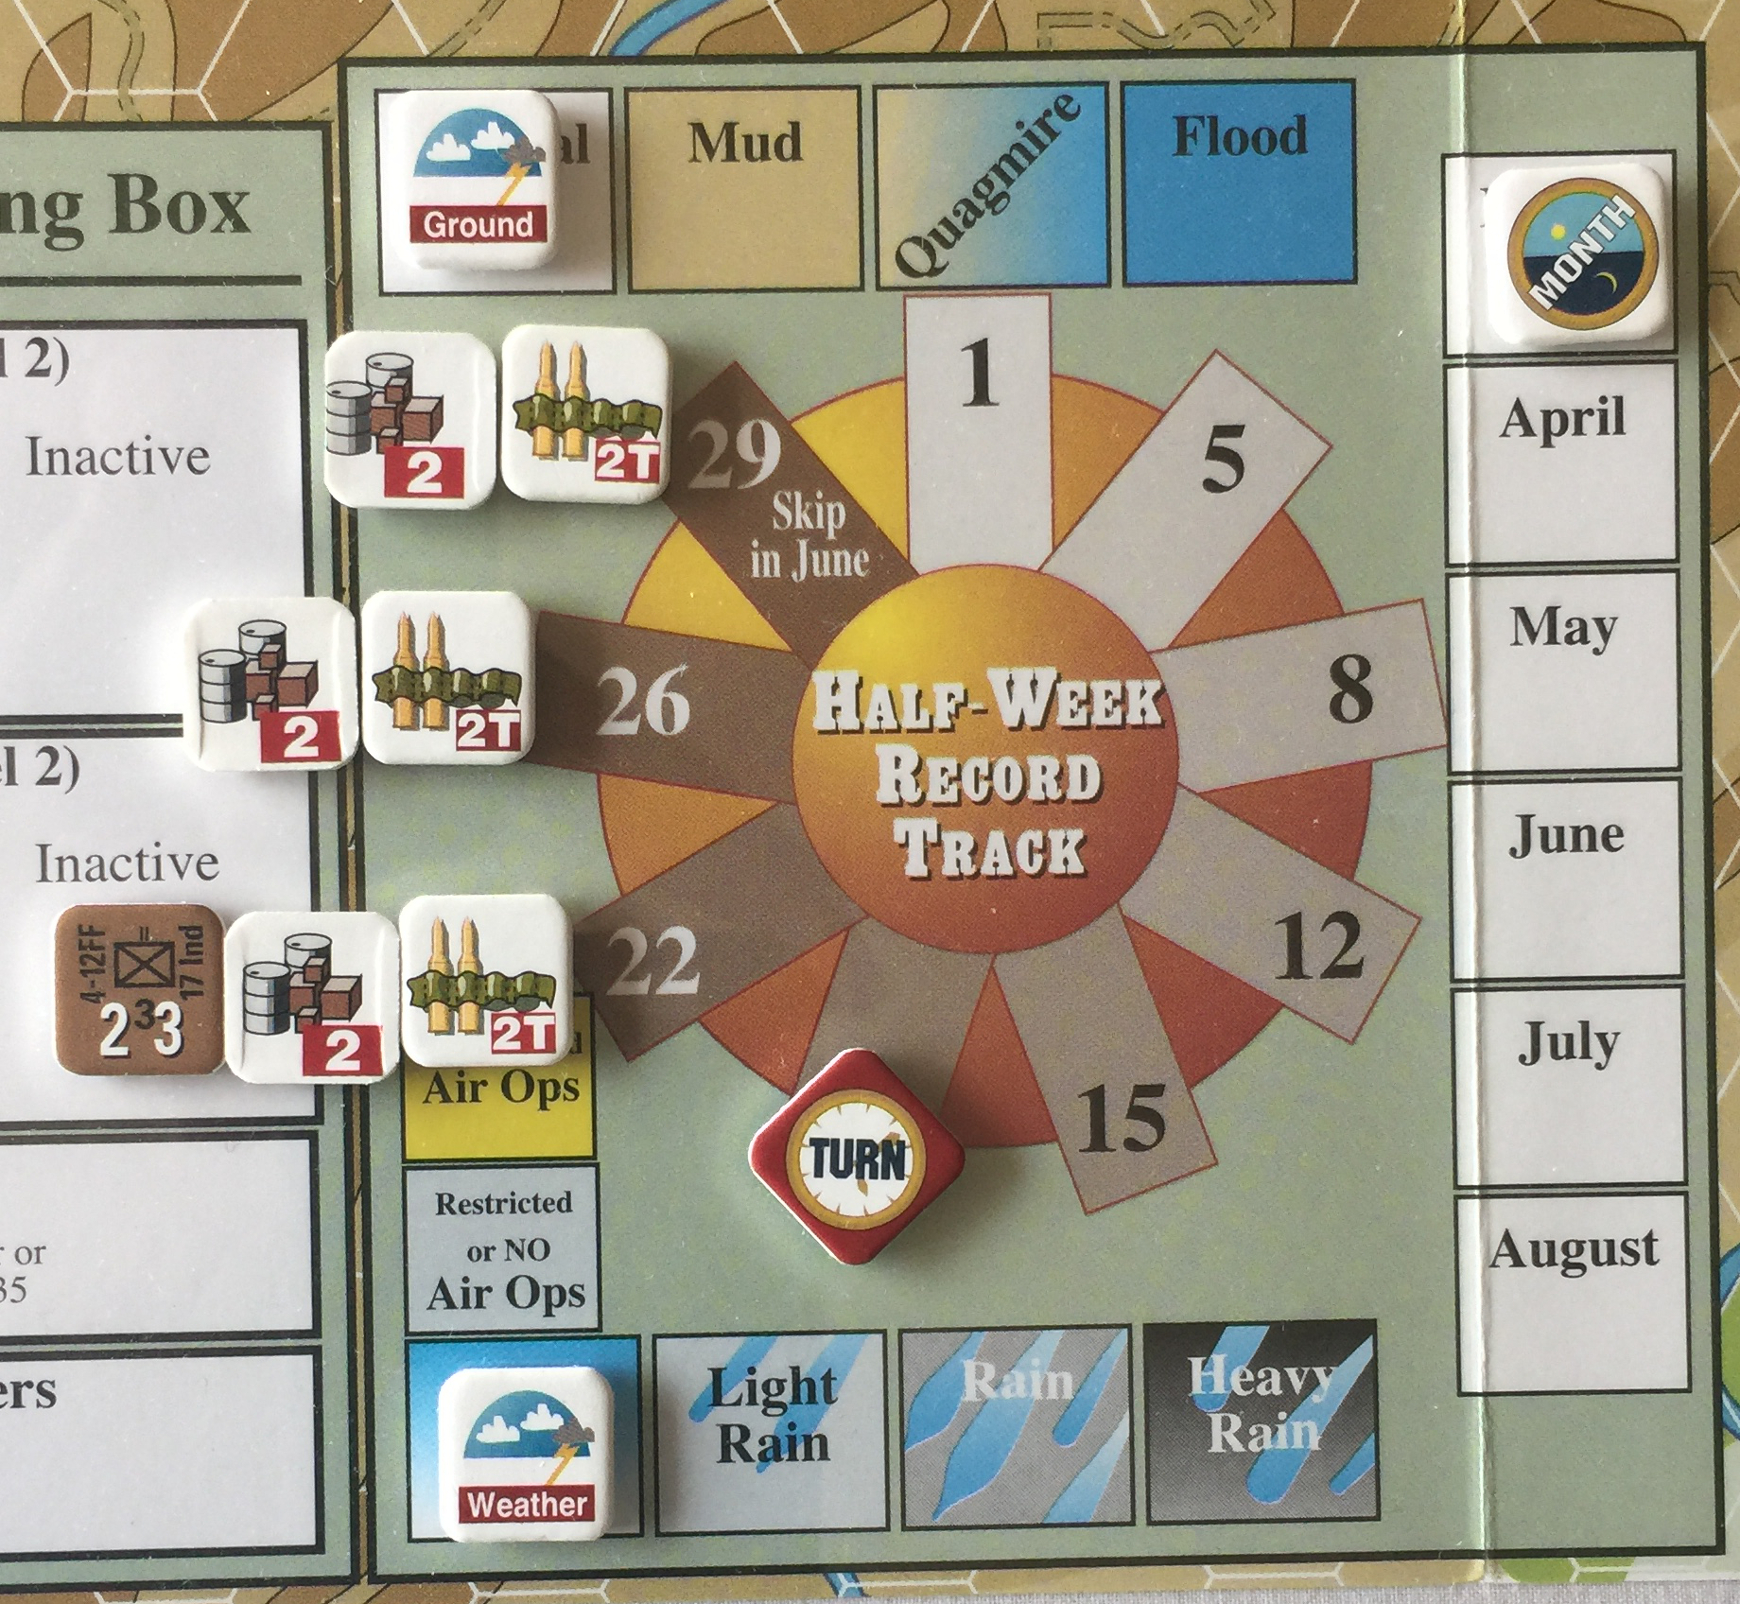 ng Box
2)
Inactive
el 2)
Inactive
r or
35
ers
al
Ground
Mud
Quagmire
Flood
MONTH
April
May
June
July
August
2
2T
2
2T
4-12FF
17 Ind
2 3 3
2
2T
1
5
8
12
15
TURN
22
26
29
Skip
in June
HALF-WEEK
RECORD
TRACK
Air Ops
Restricted
or NO
Air Ops
Weather
Light
Rain
Rain
Heavy
Rain